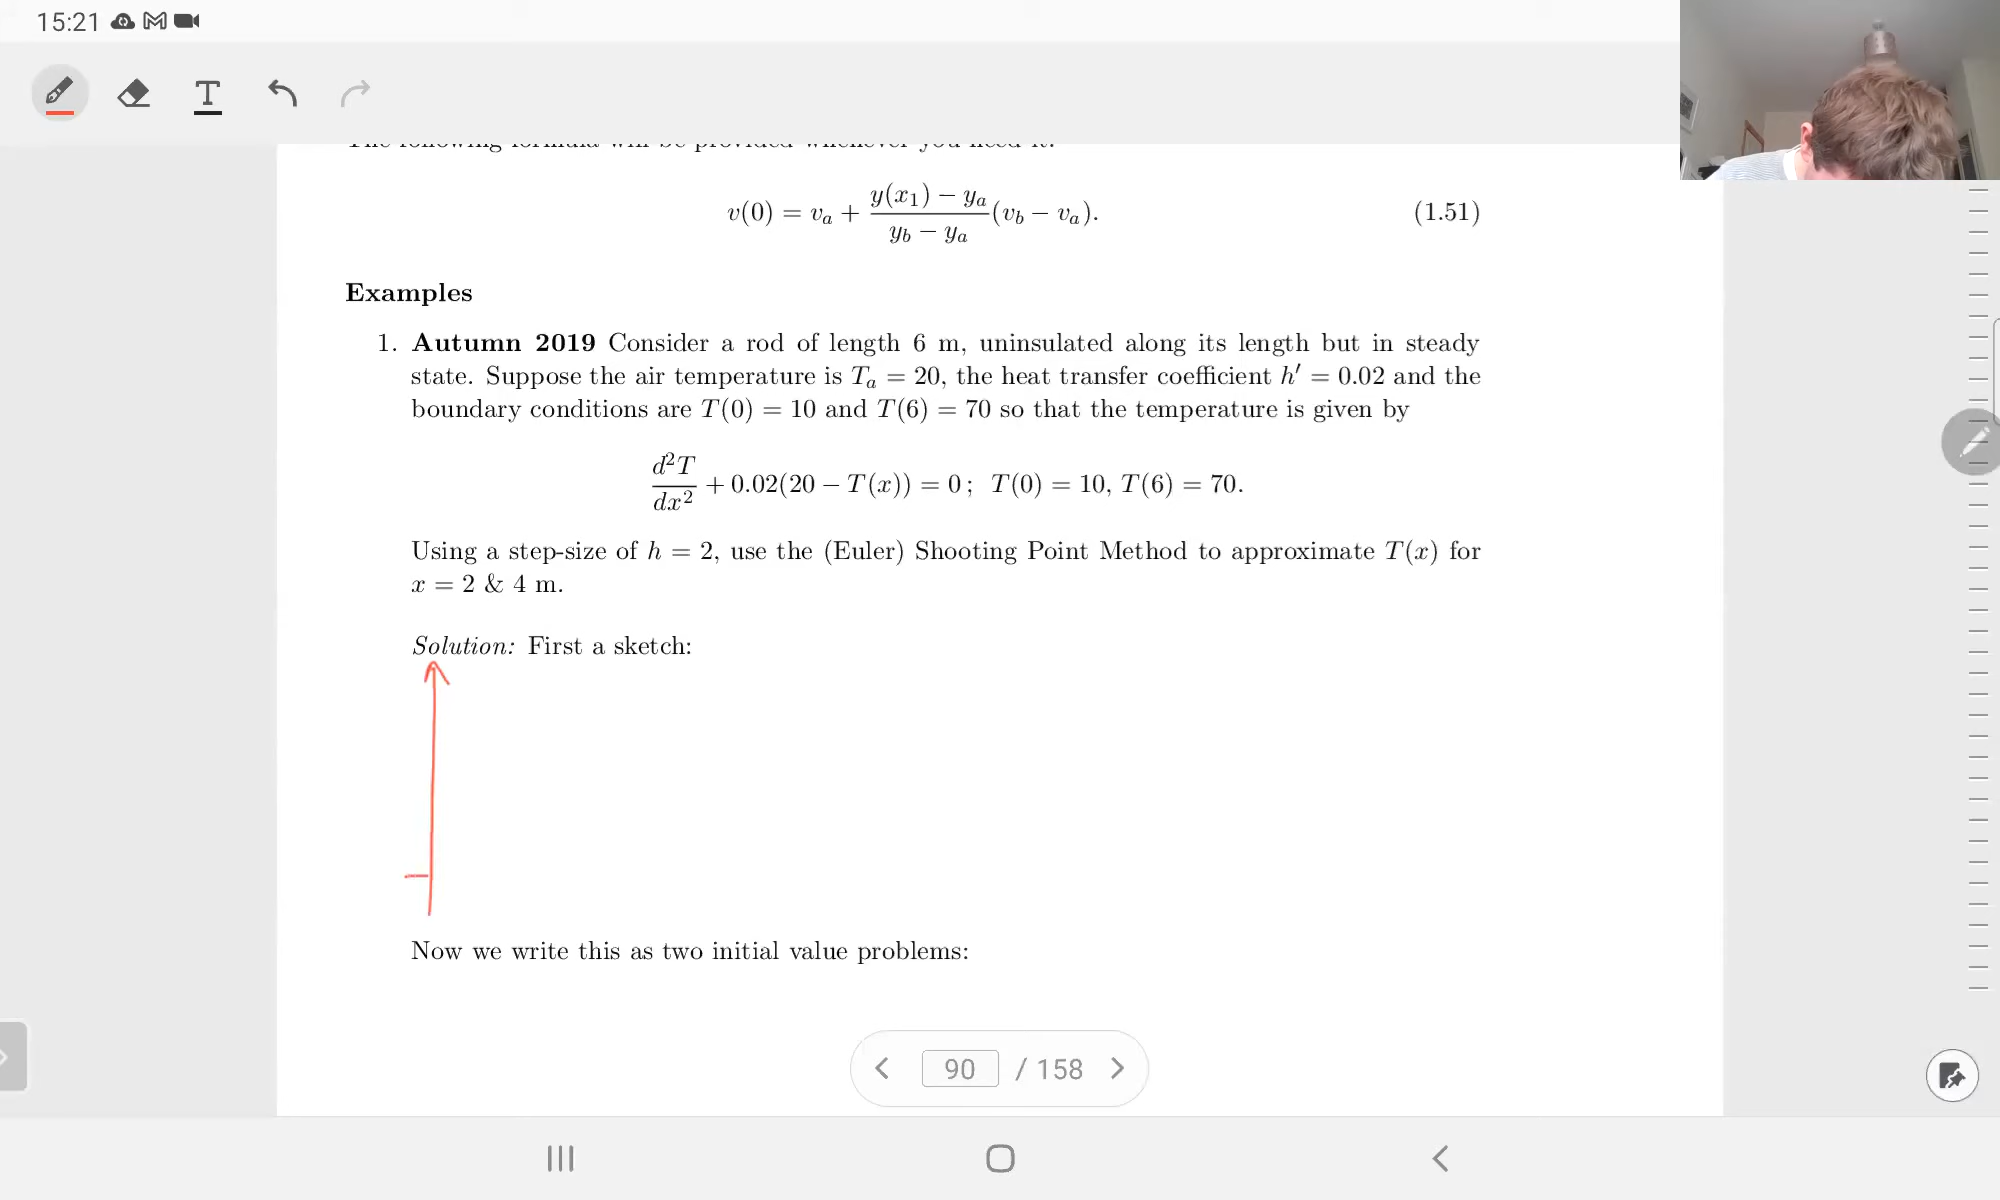 15:21
T
The following formula will be provided whenever you need it.
v(0) = v_a + \frac{y(x_1) - y_a}{y_b - y_a}(v_b - v_a). (1.51)
Examples
1. Autumn 2019 Consider a rod of length 6 m, uninsulated along its length but in steady
state. Suppose the air temperature is T_a = 20, the heat transfer coefficient h′ = 0.02 and the
boundary conditions are T(0) = 10 and T(6) = 70 so that the temperature is given by
\frac{d^2T}{dx^2} + 0.02(20 − T(x)) = 0; T(0) = 10, T(6) = 70.
Using a step-size of h = 2, use the (Euler) Shooting Point Method to approximate T(x) for
x = 2 & 4 m.
Solution: First a sketch:
Now we write this as two initial value problems:
90 / 158